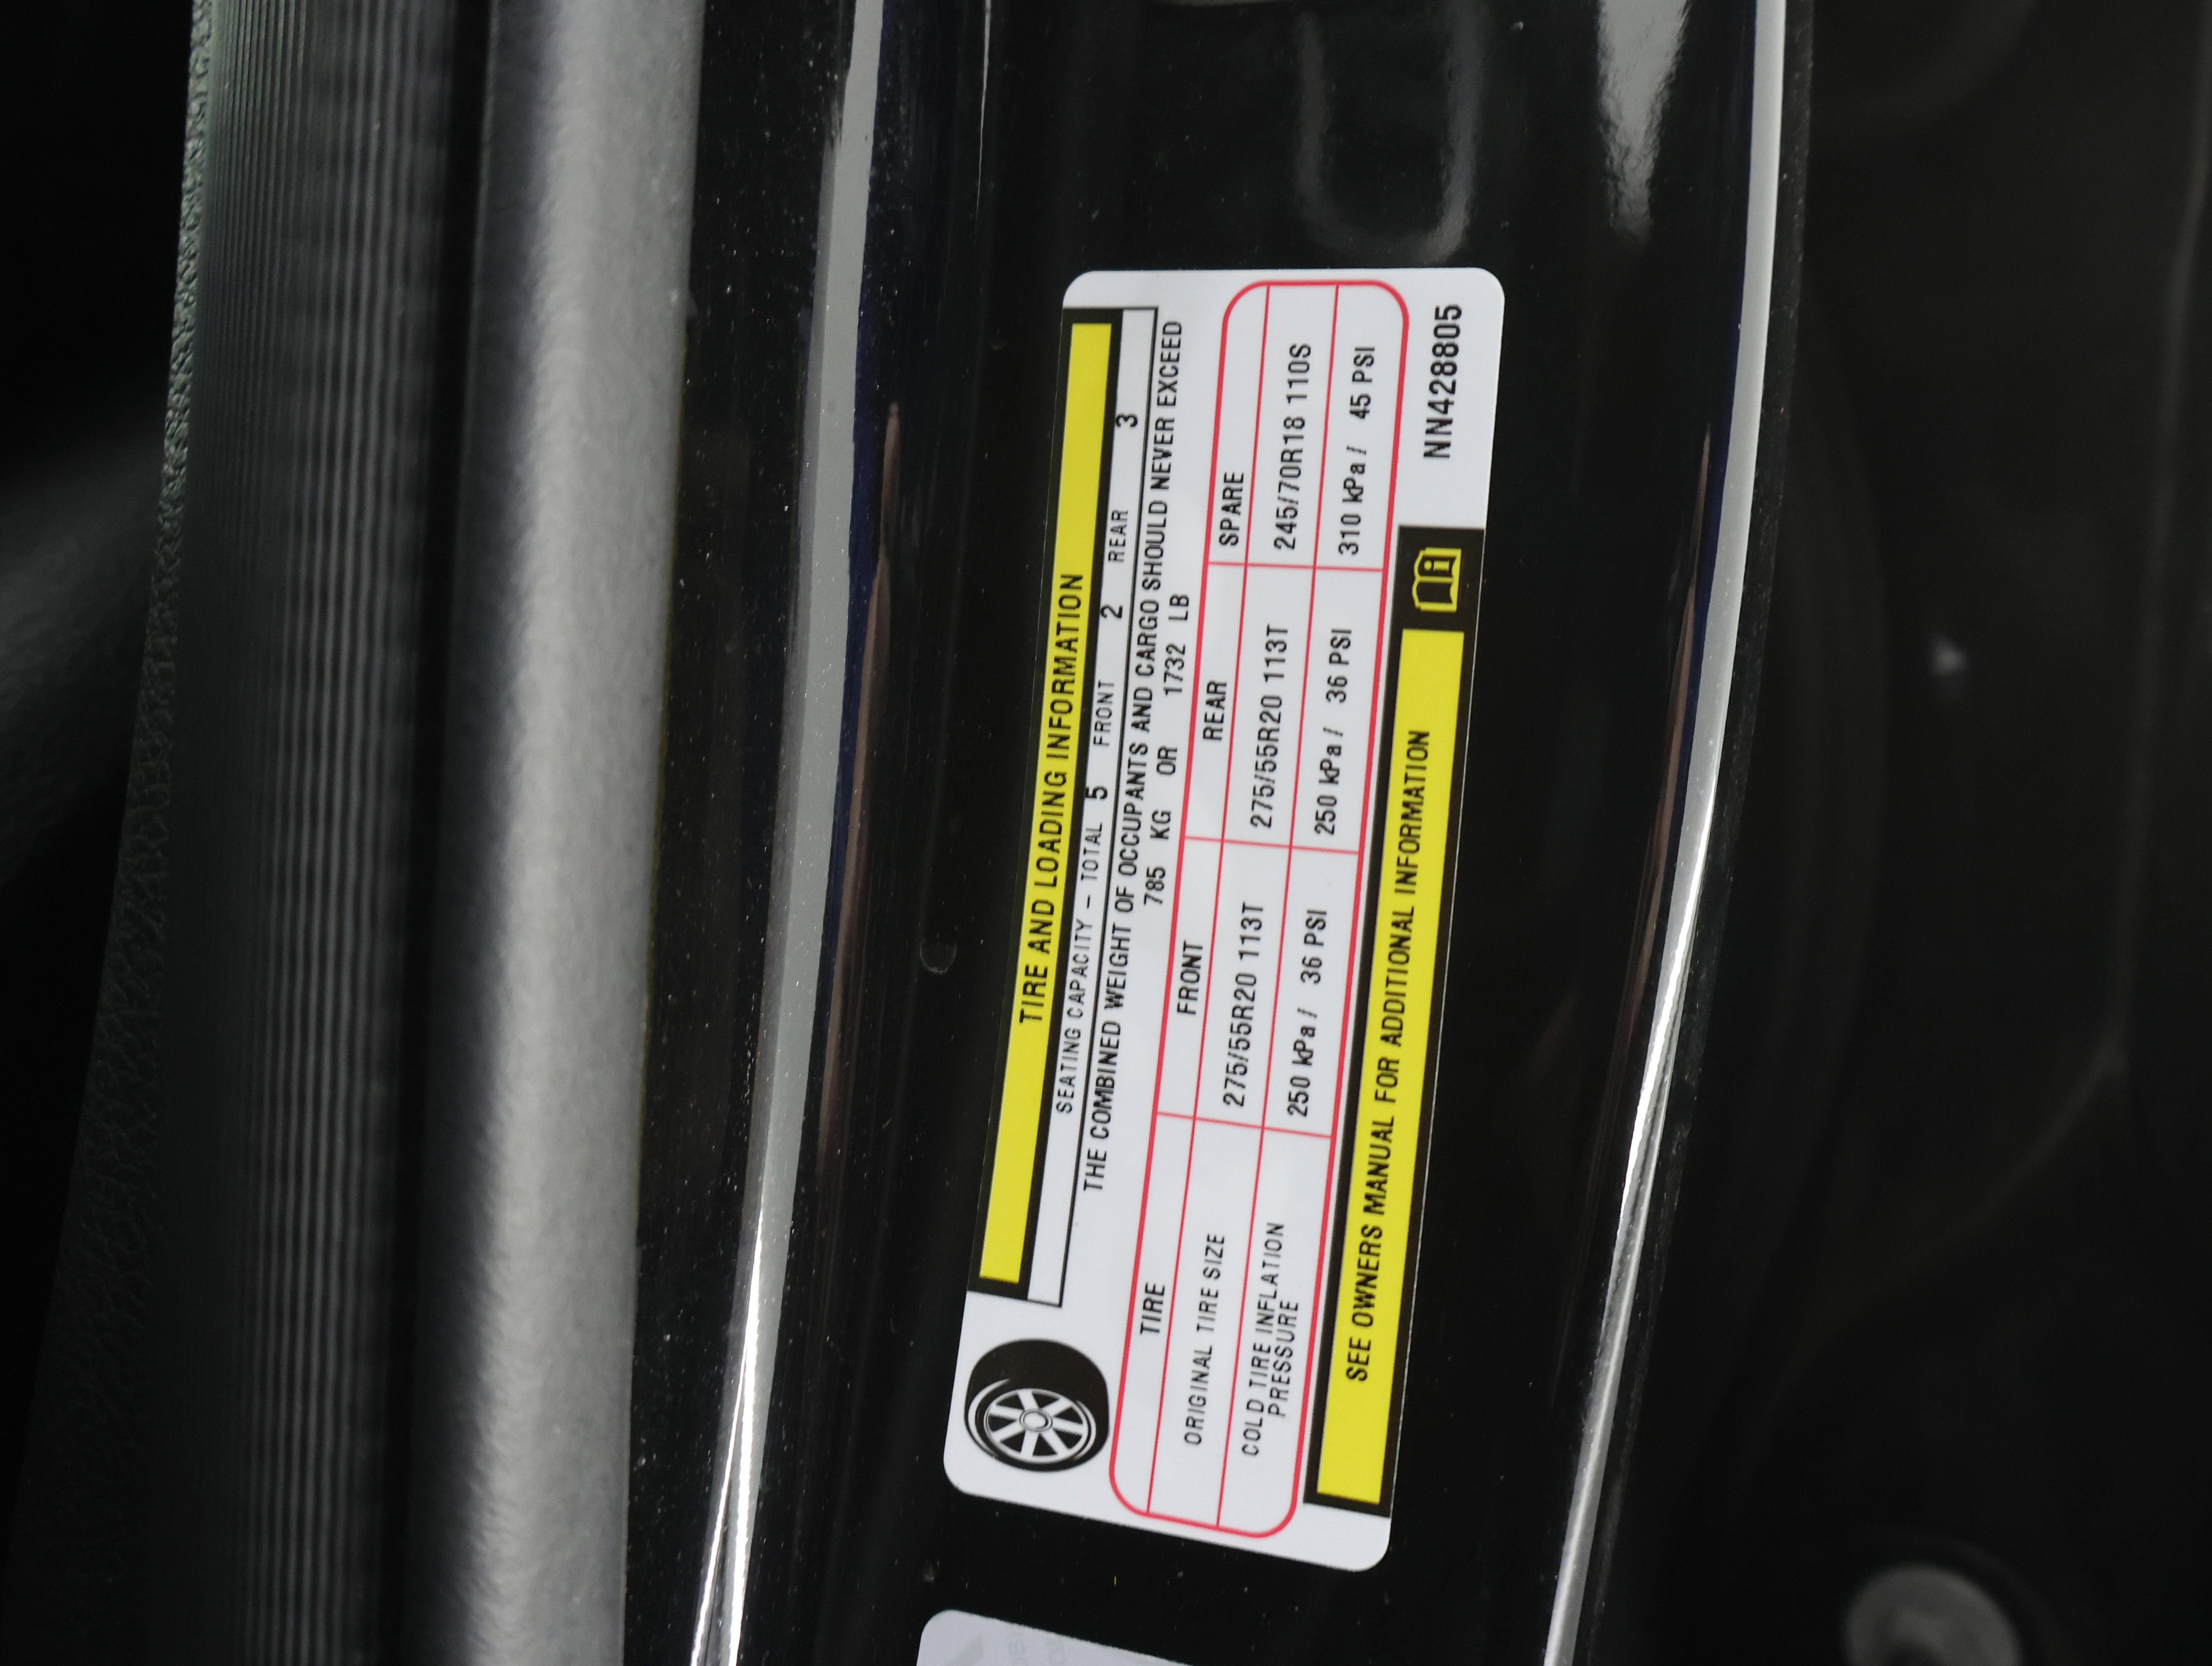 TIRE AND LOADING INFORMATION
SEATING CAPACITY – TOTAL 5 FRONT 2 REAR 3
THE COMBINED WEIGHT OF OCCUPANTS AND CARGO SHOULD NEVER EXCEED
785 KG OR 1732 LB
TIRE FRONT REAR SPARE
ORIGINAL TIRE SIZE 275/55R20 113T 275/55R20 113T 245/70R18 110S
COLD TIRE INFLATION
PRESSURE 250 kPa / 36 PSI 250 kPa / 36 PSI 310 kPa / 45 PSI
SEE OWNERS MANUAL FOR ADDITIONAL INFORMATION
NN428805